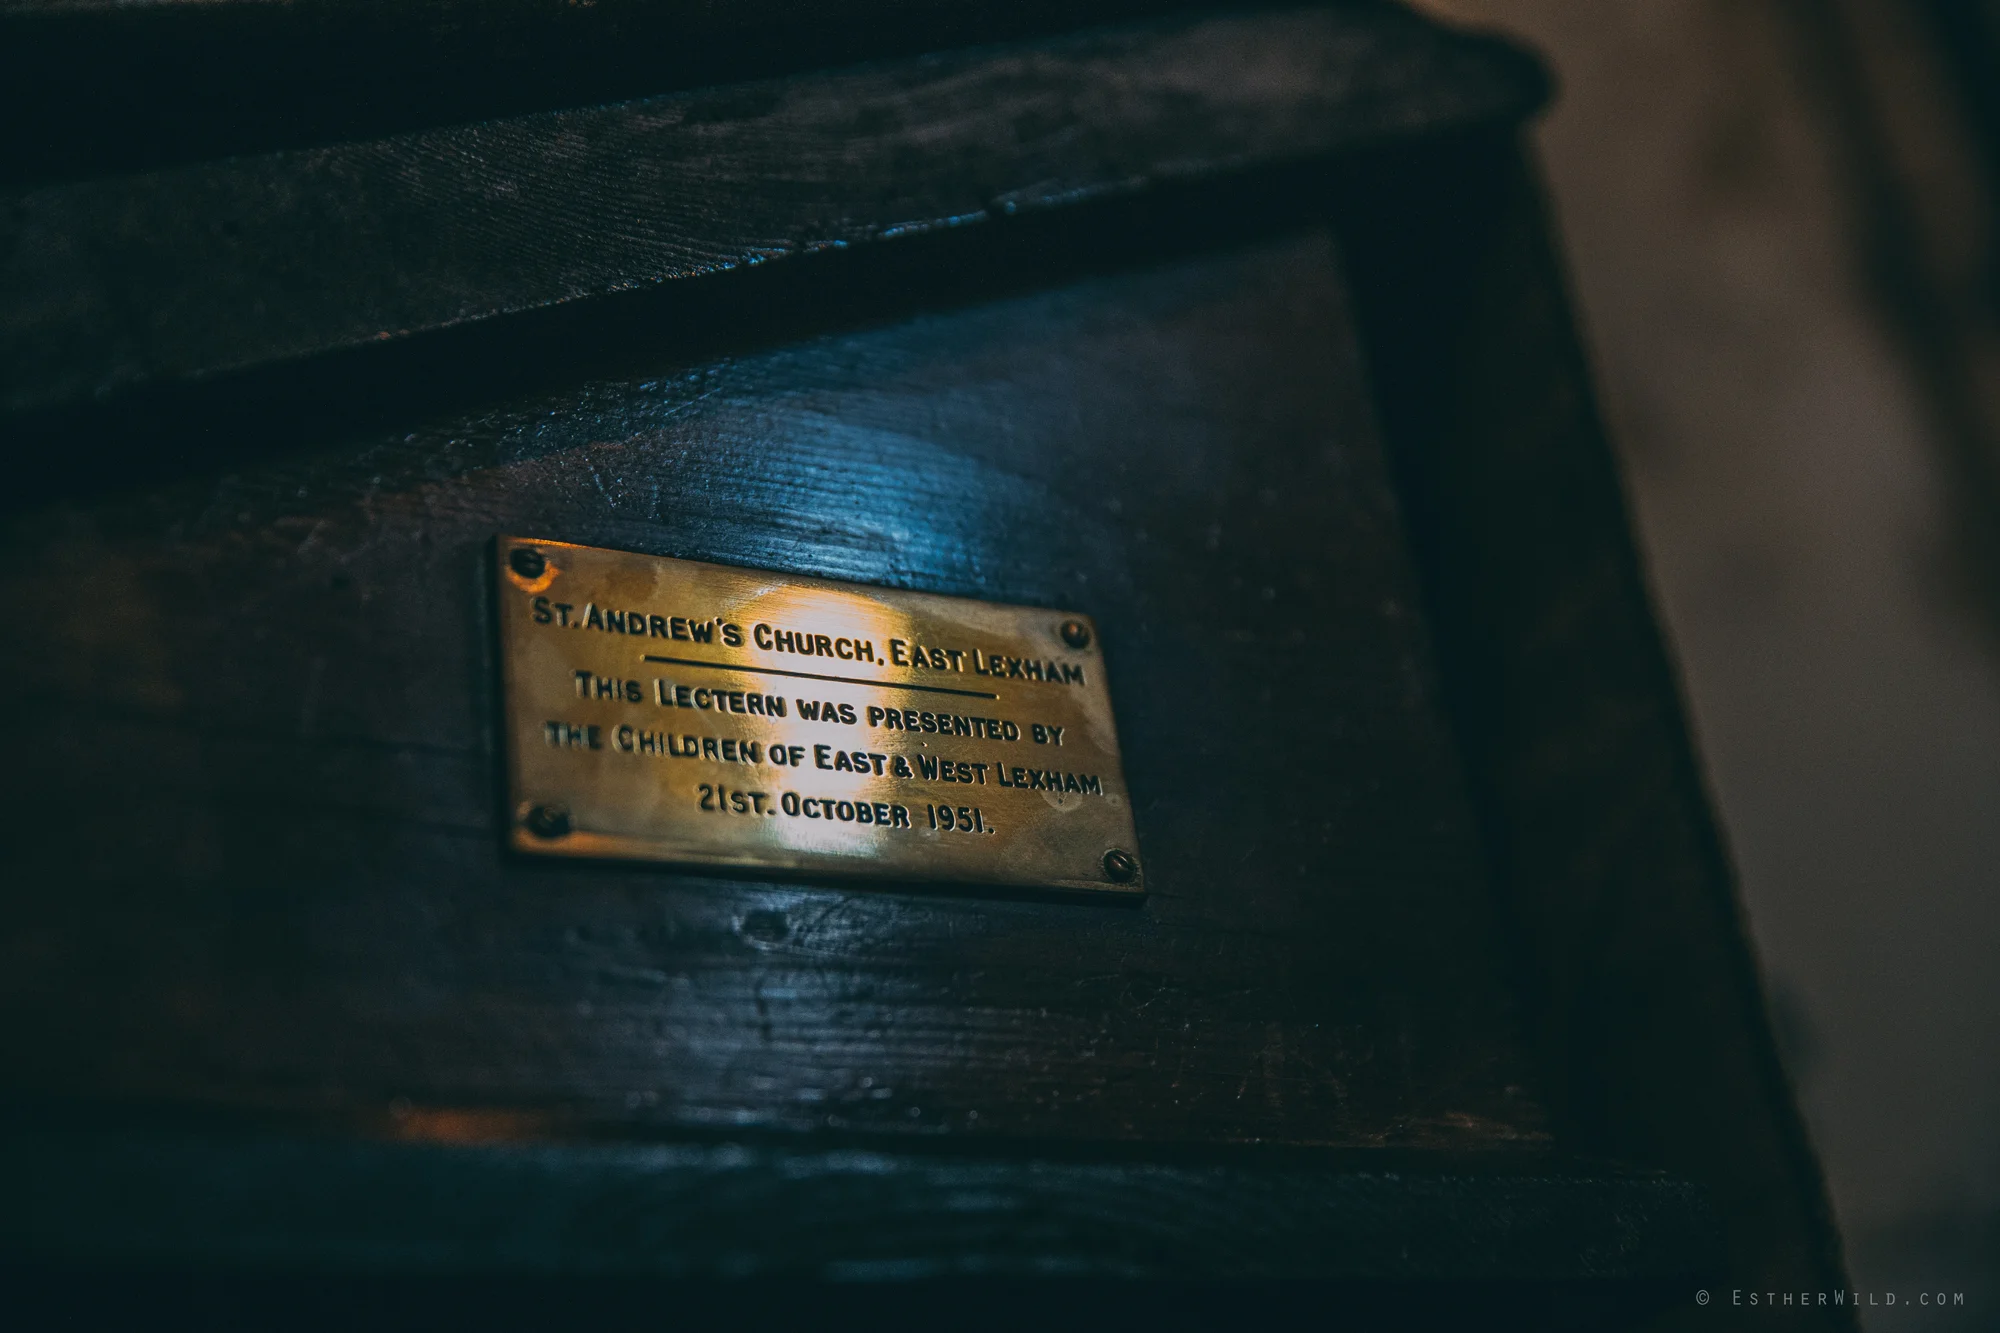 St. Andrew's Church, East Lexham
This Lectern was presented by
the Children of East & West Lexham
21st. October 1951.
© EstherWild.com